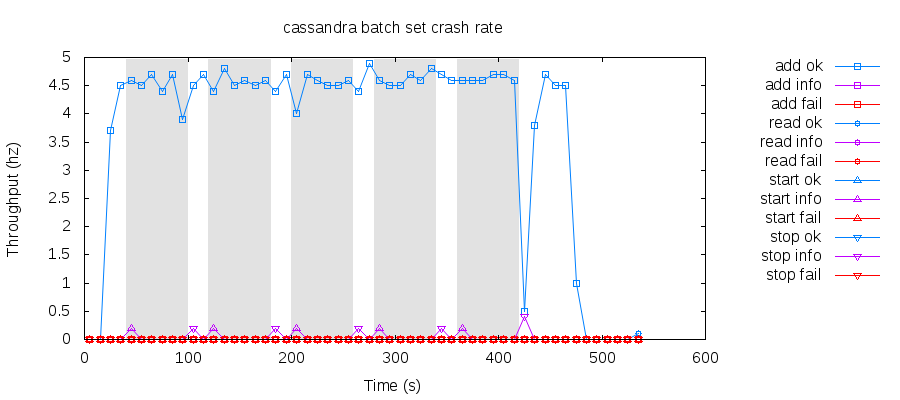 cassandra batch set crash rate
Throughput (hz)
5
4.5
4
3.5
3
2.5
2
1.5
1
0.5
0
0 100 200 300 400 500 600
Time (s)
add ok
add info
add fail
read ok
read info
read fail
start ok
start info
start fail
stop ok
stop info
stop fail